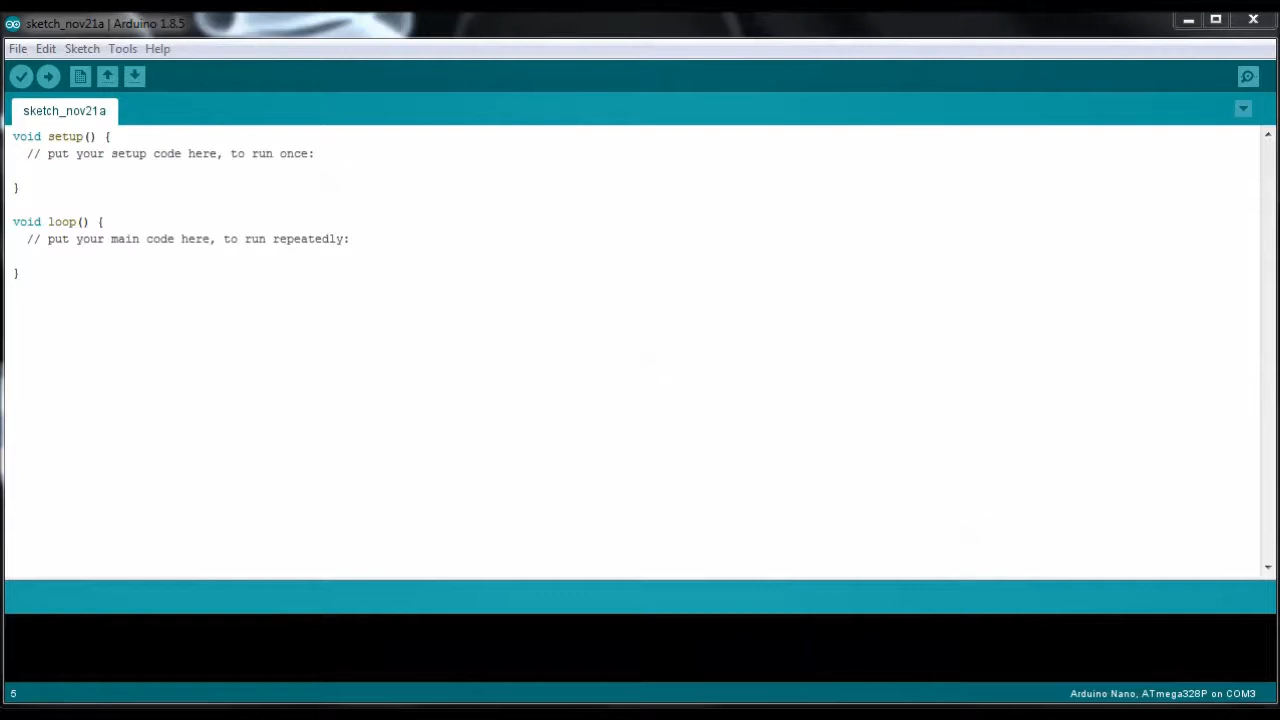 sketch_nov21a | Arduino 1.8.5
File Edit Sketch Tools Help
sketch_nov21a
void setup() {
  // put your setup code here, to run once:
}
void loop() {
  // put your main code here, to run repeatedly:
}
5
Arduino Nano, ATmega328P on COM3